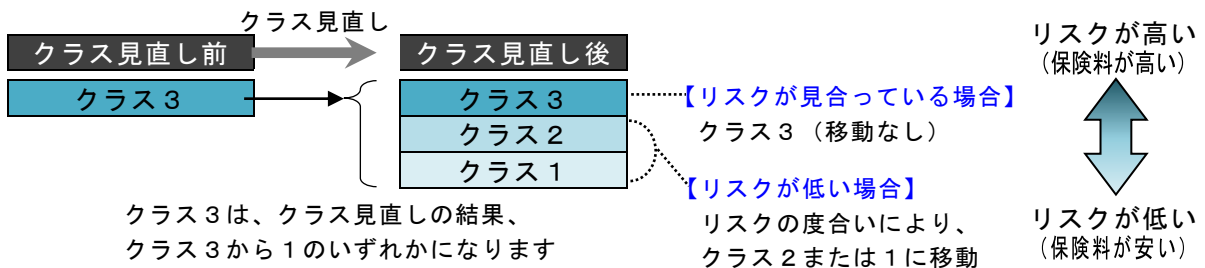 クラス見直し
クラス見直し前
クラス見直し後
クラス３
クラス３
クラス２
クラス１
【リスクが見合っている場合】
クラス３（移動なし）
【リスクが低い場合】
リスクの度合いにより、
クラス２または１に移動
クラス３は、クラス見直しの結果、
クラス３から１のいずれかになります
リスクが高い
（保険料が高い）
リスクが低い
（保険料が安い）